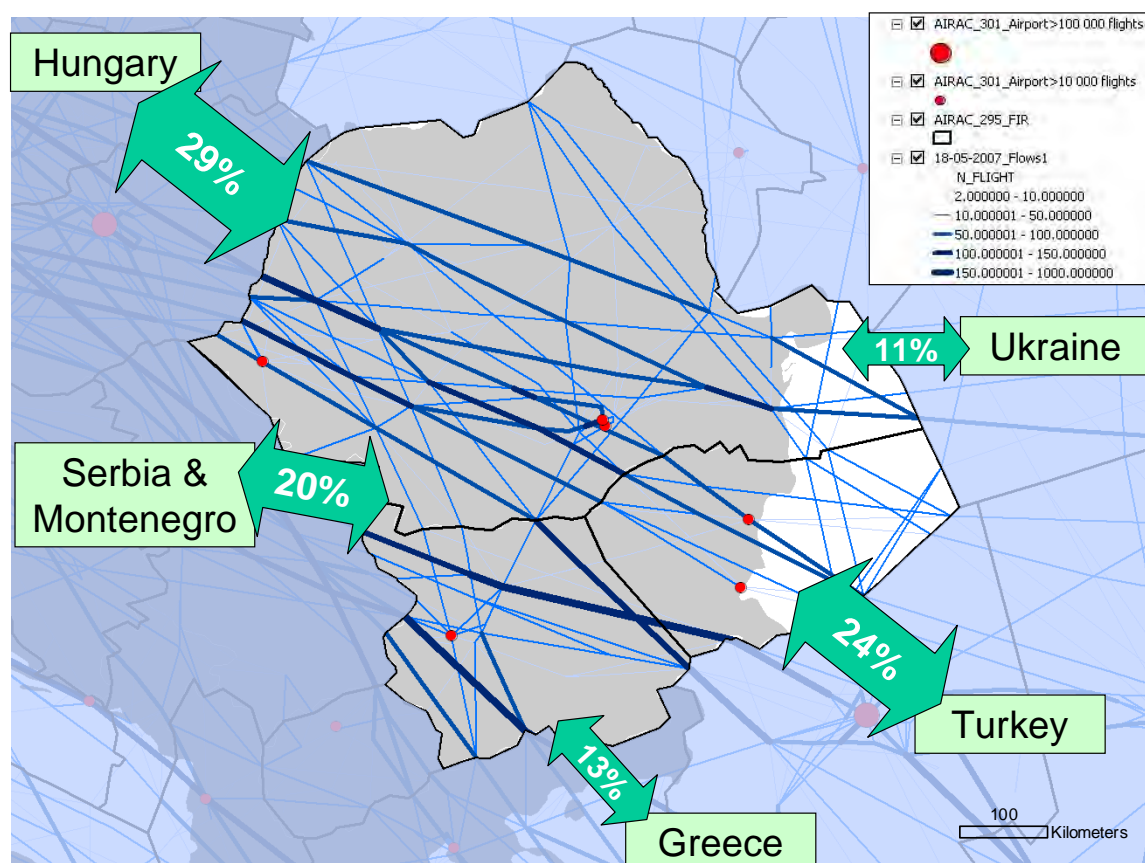 Hungary
29%
Serbia &
Montenegro
20%
11%
Ukraine
24%
Turkey
13%
Greece
AIRAC_301_Airport>100 000 flights
AIRAC_301_Airport>10 000 flights
AIRAC_295_FIR
18-05-2007_Flows1
N_FLIGHT
2.000000 - 10.000000
10.000001 - 50.000000
50.000001 - 100.000000
100.000001 - 150.000000
150.000001 - 1000.000000
100
Kilometers